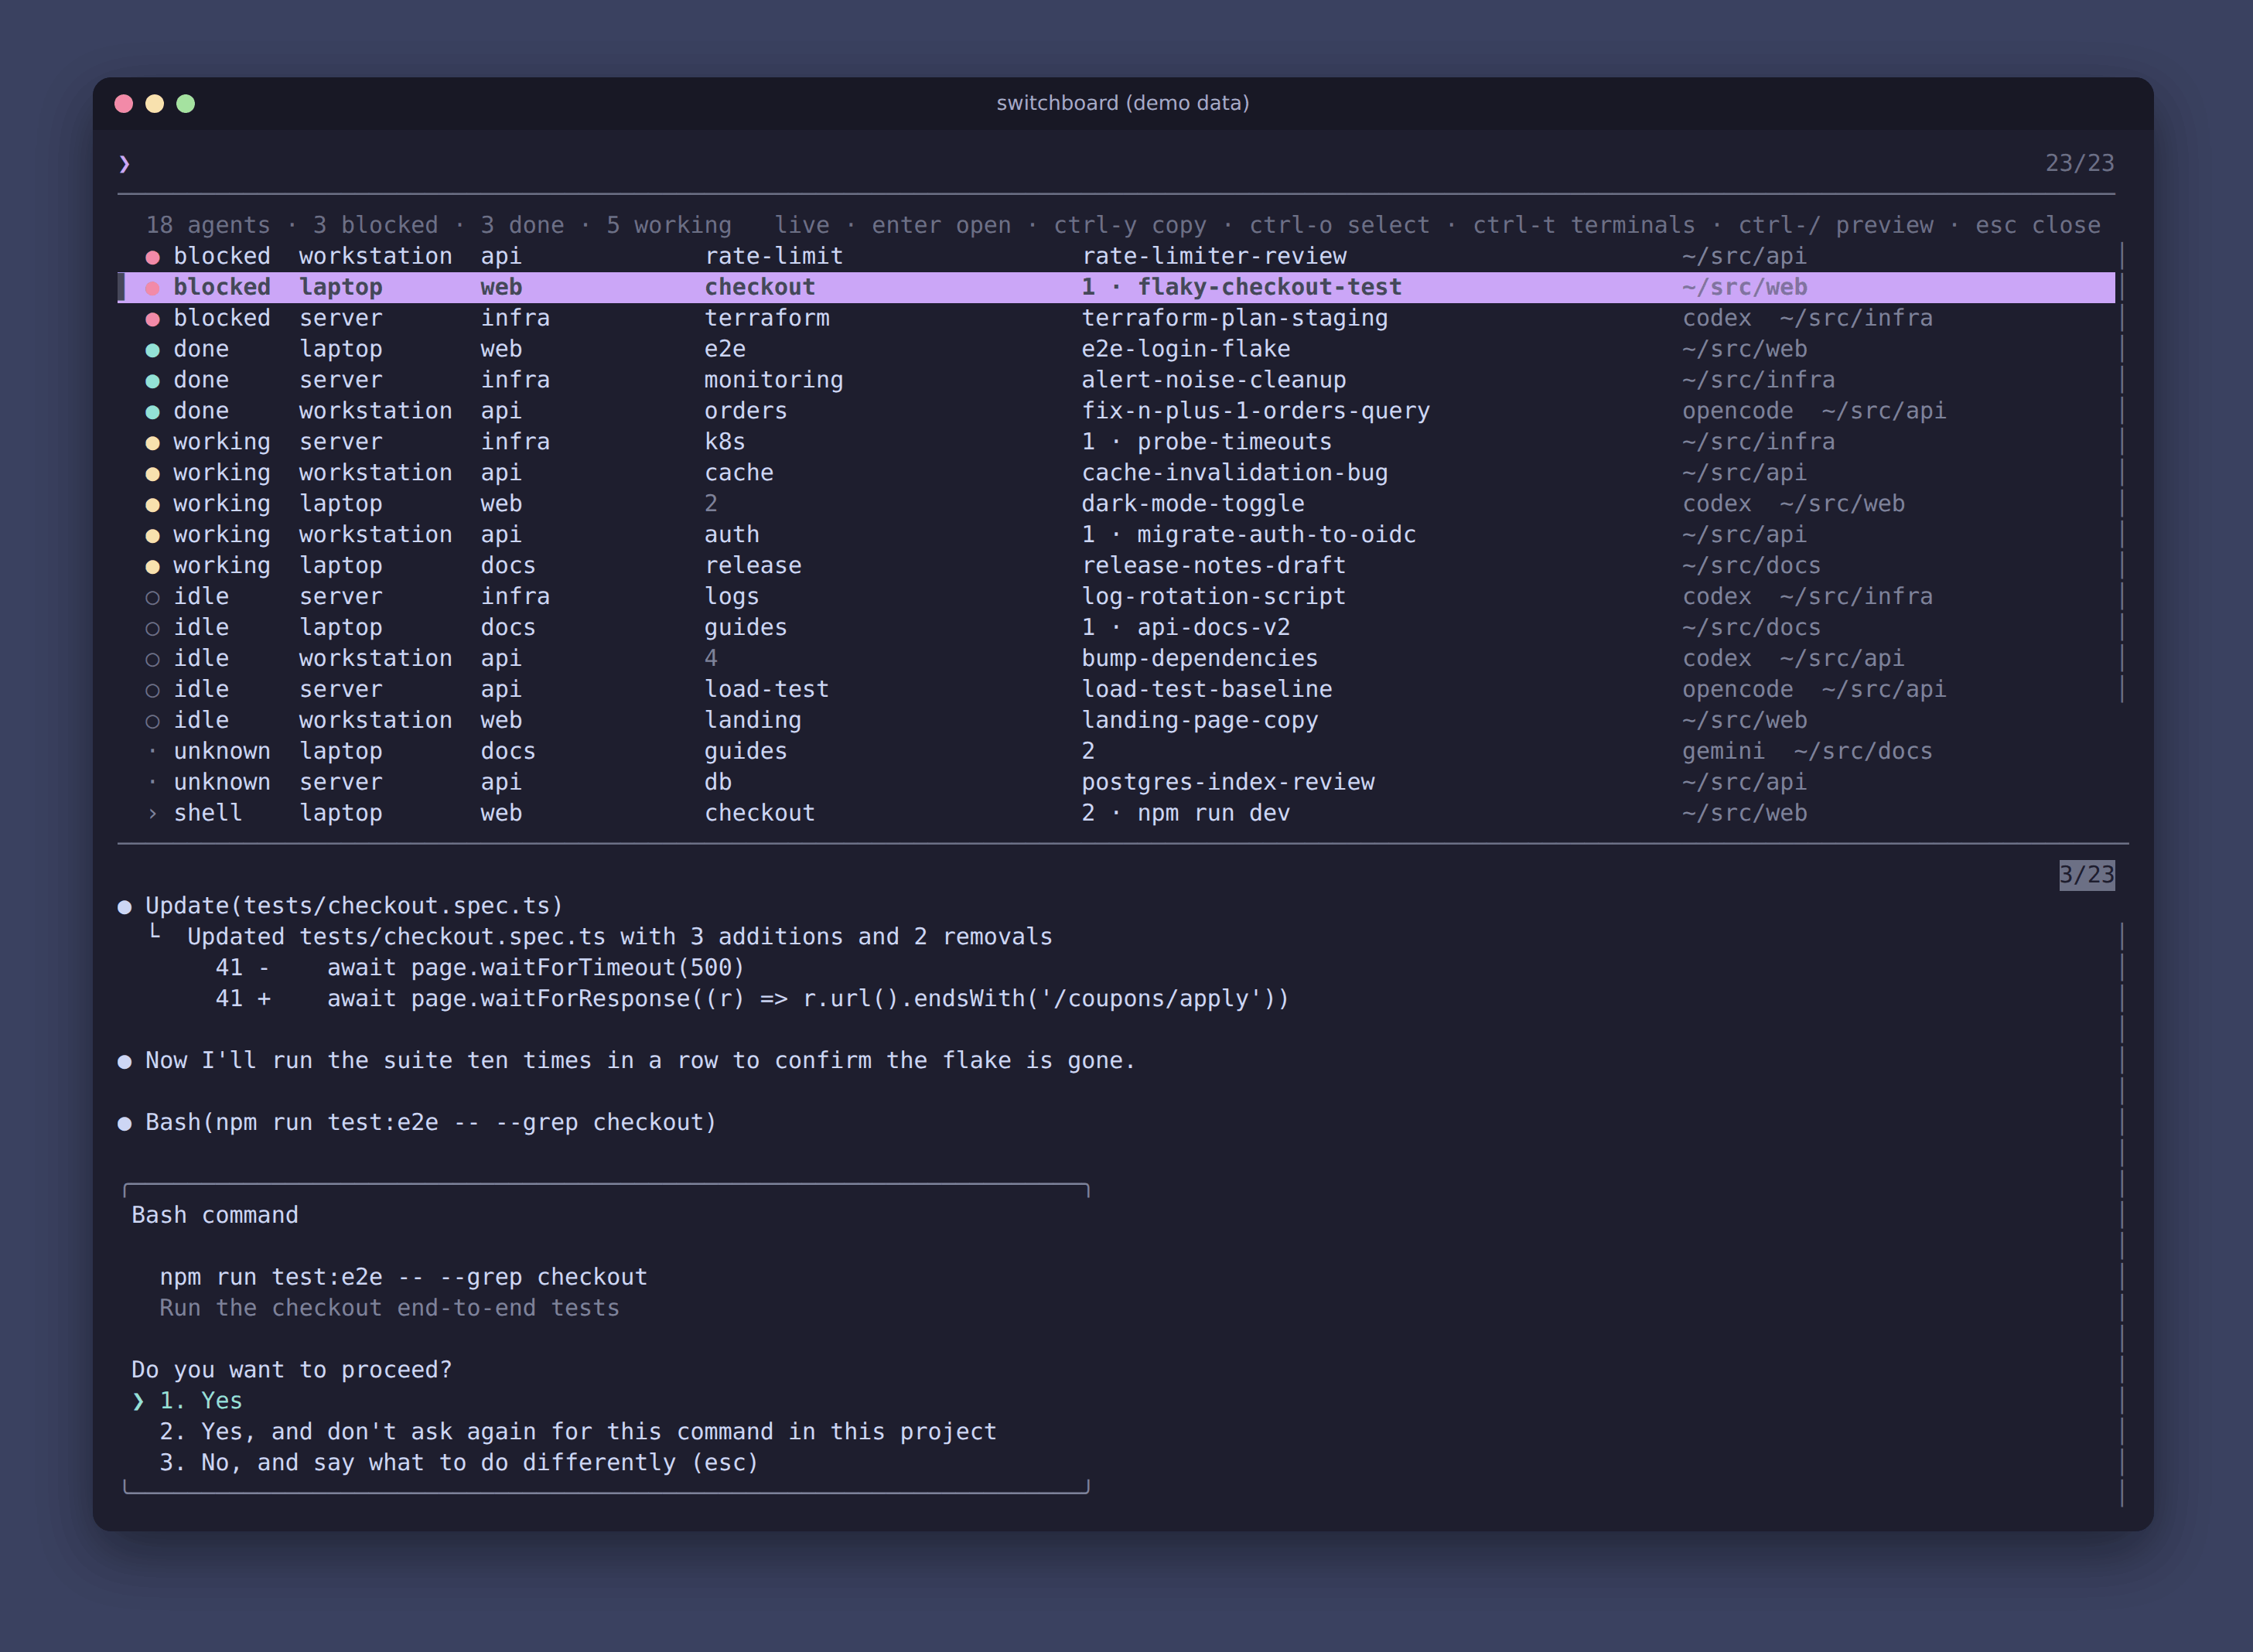 switchboard (demo data)
❯ 23/23
18 agents · 3 blocked · 3 done · 5 working   live · enter open · ctrl-y copy · ctrl-o select · ctrl-t terminals · ctrl-/ preview · esc close
● blocked  workstation  api  rate-limit  rate-limiter-review  ~/src/api
● blocked  laptop  web  checkout  1 · flaky-checkout-test  ~/src/web
● blocked  server  infra  terraform  terraform-plan-staging  codex  ~/src/infra
● done  laptop  web  e2e  e2e-login-flake  ~/src/web
● done  server  infra  monitoring  alert-noise-cleanup  ~/src/infra
● done  workstation  api  orders  fix-n-plus-1-orders-query  opencode  ~/src/api
● working  server  infra  k8s  1 · probe-timeouts  ~/src/infra
● working  workstation  api  cache  cache-invalidation-bug  ~/src/api
● working  laptop  web  2  dark-mode-toggle  codex  ~/src/web
● working  workstation  api  auth  1 · migrate-auth-to-oidc  ~/src/api
● working  laptop  docs  release  release-notes-draft  ~/src/docs
○ idle  server  infra  logs  log-rotation-script  codex  ~/src/infra
○ idle  laptop  docs  guides  1 · api-docs-v2  ~/src/docs
○ idle  workstation  api  4  bump-dependencies  codex  ~/src/api
○ idle  server  api  load-test  load-test-baseline  opencode  ~/src/api
○ idle  workstation  web  landing  landing-page-copy  ~/src/web
· unknown  laptop  docs  guides  2  gemini  ~/src/docs
· unknown  server  api  db  postgres-index-review  ~/src/api
› shell  laptop  web  checkout  2 · npm run dev  ~/src/web
3/23
● Update(tests/checkout.spec.ts)
└  Updated tests/checkout.spec.ts with 3 additions and 2 removals
41 -    await page.waitForTimeout(500)
41 +    await page.waitForResponse((r) => r.url().endsWith('/coupons/apply'))
● Now I'll run the suite ten times in a row to confirm the flake is gone.
● Bash(npm run test:e2e -- --grep checkout)
Bash command
npm run test:e2e -- --grep checkout
Run the checkout end-to-end tests
Do you want to proceed?
❯ 1. Yes
2. Yes, and don't ask again for this command in this project
3. No, and say what to do differently (esc)